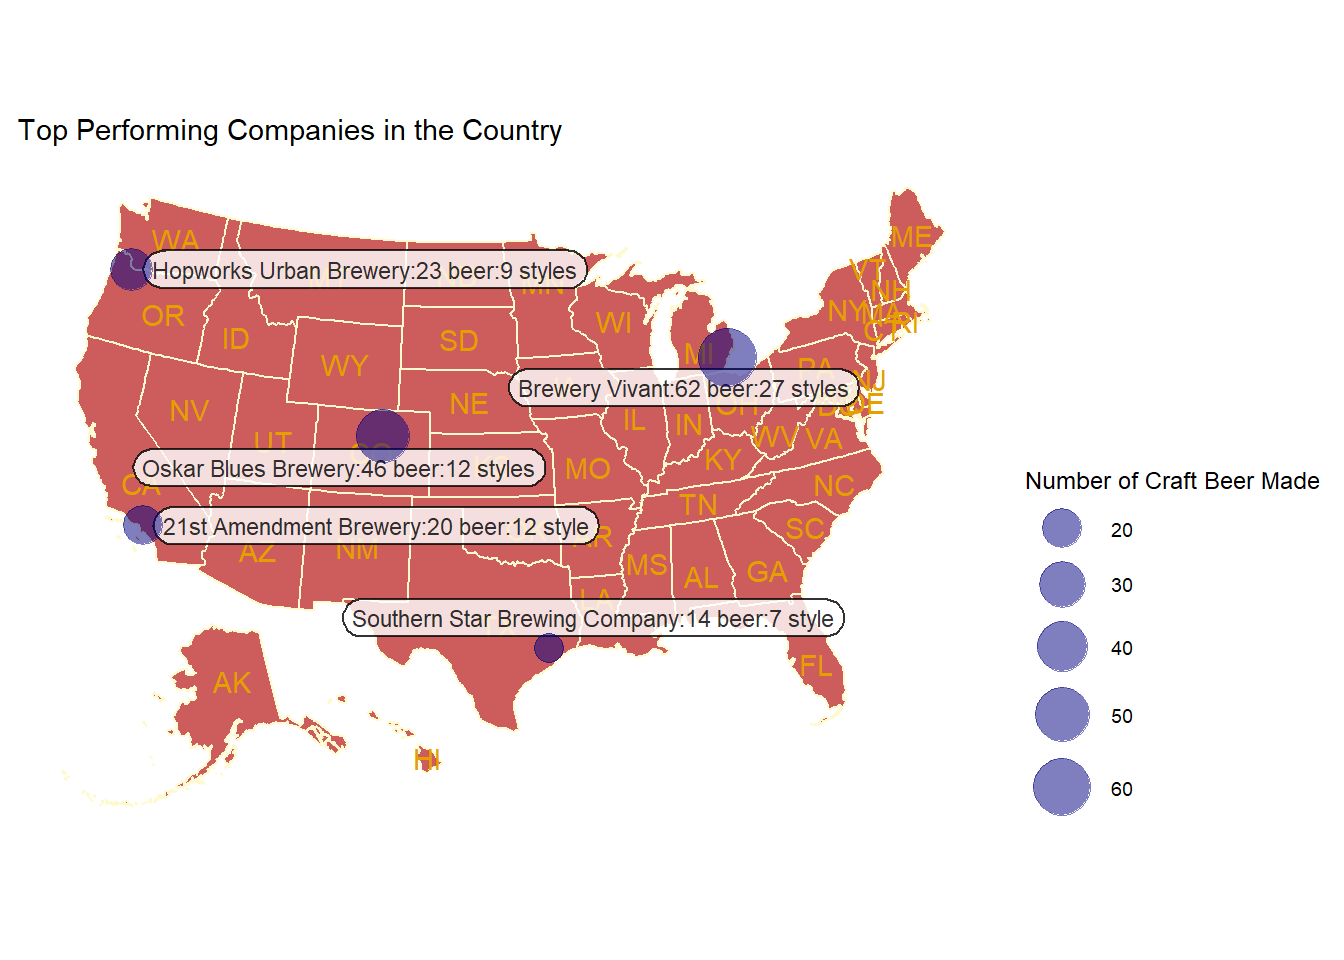 Top Performing Companies in the Country
WA
ME
Hopworks Urban Brewery:23 beer:9 styles
MN
VT
NH
OR
WI
NY
MA
CT
RI
ID
SD
MI
WY
PA
NJ
Brewery Vivant:62 beer:27 styles
NE
NV
OH
DE
IL
IN
WV
VA
UT
CO
KY
Oskar Blues Brewery:46 beer:12 styles
MO
CA
NC
Number of Craft Beer Made
TN
21st Amendment Brewery:20 beer:12 style
20
SC
AZ
NM
AR
MS
AL
GA
30
LA
Southern Star Brewing Company:14 beer:7 style
40
FL
AK
50
HI
60